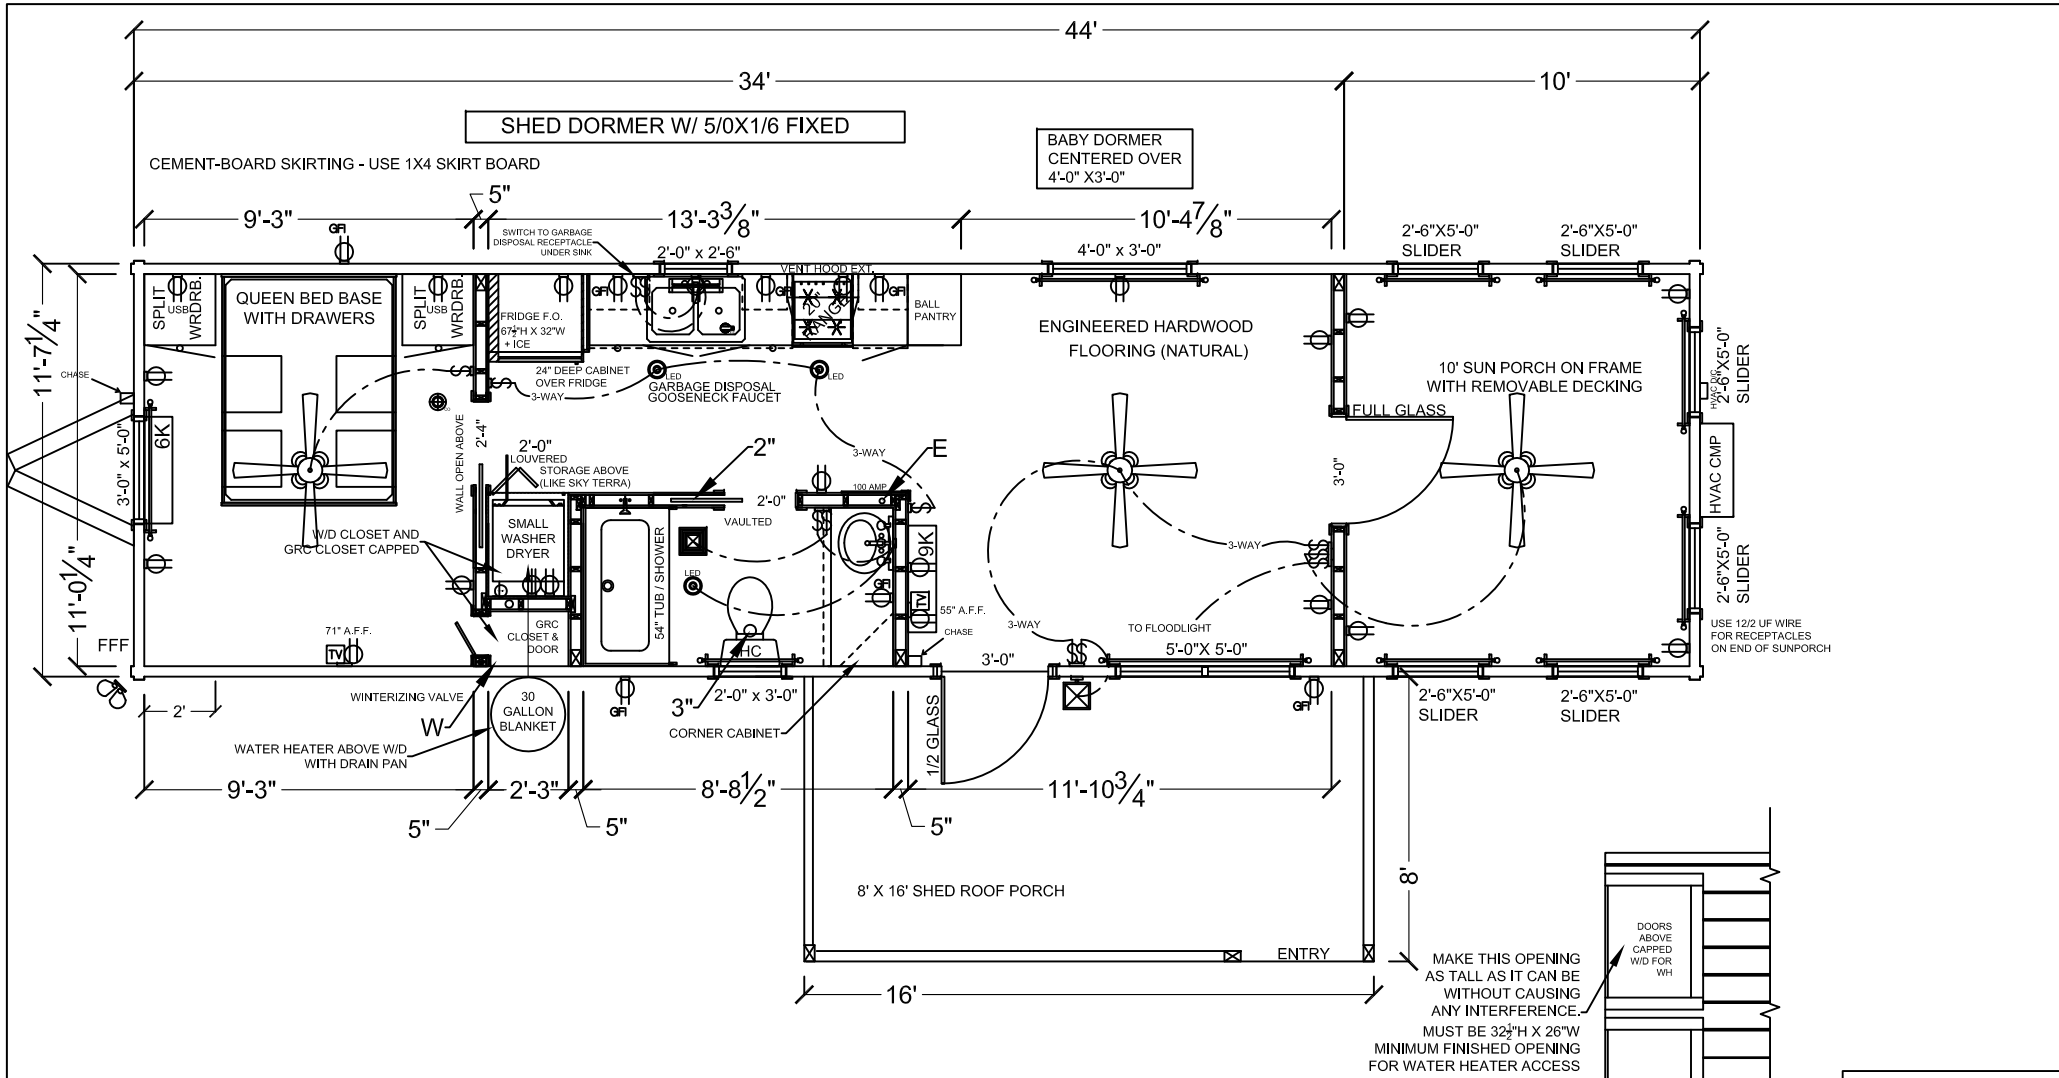 44'
34'
10'
SHED DORMER W/ 5/0X1/6 FIXED
BABY DORMER
CENTERED OVER
4'-0" X3'-0"
CEMENT-BOARD SKIRTING - USE 1X4 SKIRT BOARD
5"
9'-3"
13'-3 3/8"
10'-4 7/8"
GFI
SWITCH TO GARBAGE
DISPOSAL RECEPTACLE
UNDER SINK
2'-0" x 2'-6"
4'-0" x 3'-0"
2'-6"X5'-0"
SLIDER
2'-6"X5'-0"
SLIDER
VENT HOOD EXT.
SPLIT
WRDRB.
USB
QUEEN BED BASE
WITH DRAWERS
SPLIT
WRDRB.
USB
FRIDGE F.O.
67½"H X 32"W
+ ICE
GFI
GFI
GFI
20"
RANGE
BALL
PANTRY
ENGINEERED HARDWOOD
FLOORING (NATURAL)
10' SUN PORCH ON FRAME
WITH REMOVABLE DECKING
2'-6"X5'-0"
SLIDER
HVAC D/C
11'-7 1/4"
11'-0 1/4"
CHASE
24" DEEP CABINET
OVER FRIDGE
3-WAY
LED
GARBAGE DISPOSAL
GOOSENECK FAUCET
LED
FULL GLASS
3'-0" x 5'-0"
6K
WALL OPEN ABOVE
2'-4"
2'-0"
LOUVERED
STORAGE ABOVE
(LIKE SKY TERRA)
2"
3-WAY
E
100 AMP
2'-0"
VAULTED
3'-0"
HVAC CMP
W/D CLOSET AND
GRC CLOSET CAPPED
SMALL
WASHER
DRYER
54" TUB / SHOWER
LED
9K
GFI
TV
3-WAY
2'-6"X5'-0"
SLIDER
55" A.F.F.
CHASE
3-WAY
TO FLOODLIGHT
USE 12/2 UF WIRE
FOR RECEPTACLES
ON END OF SUNPORCH
FFF
71" A.F.F.
TV
GRC
CLOSET &
DOOR
HC
3'-0"
5'-0"X 5'-0"
2'
WINTERIZING VALVE
W
30
GALLON
BLANKET
GFI
2'-0" x 3'-0"
3"
CORNER CABINET
1/2 GLASS
GFI
2'-6"X5'-0"
SLIDER
2'-6"X5'-0"
SLIDER
WATER HEATER ABOVE W/D
WITH DRAIN PAN
9'-3"
2'-3"
8'-8 1/2"
11'-10 3/4"
5"
5"
5"
8'
8' X 16' SHED ROOF PORCH
ENTRY
16'
DOORS
ABOVE
CAPPED
W/D FOR
WH
MAKE THIS OPENING
AS TALL AS IT CAN BE
WITHOUT CAUSING
ANY INTERFERENCE.
MUST BE 32½"H X 26"W
MINIMUM FINISHED OPENING
FOR WATER HEATER ACCESS